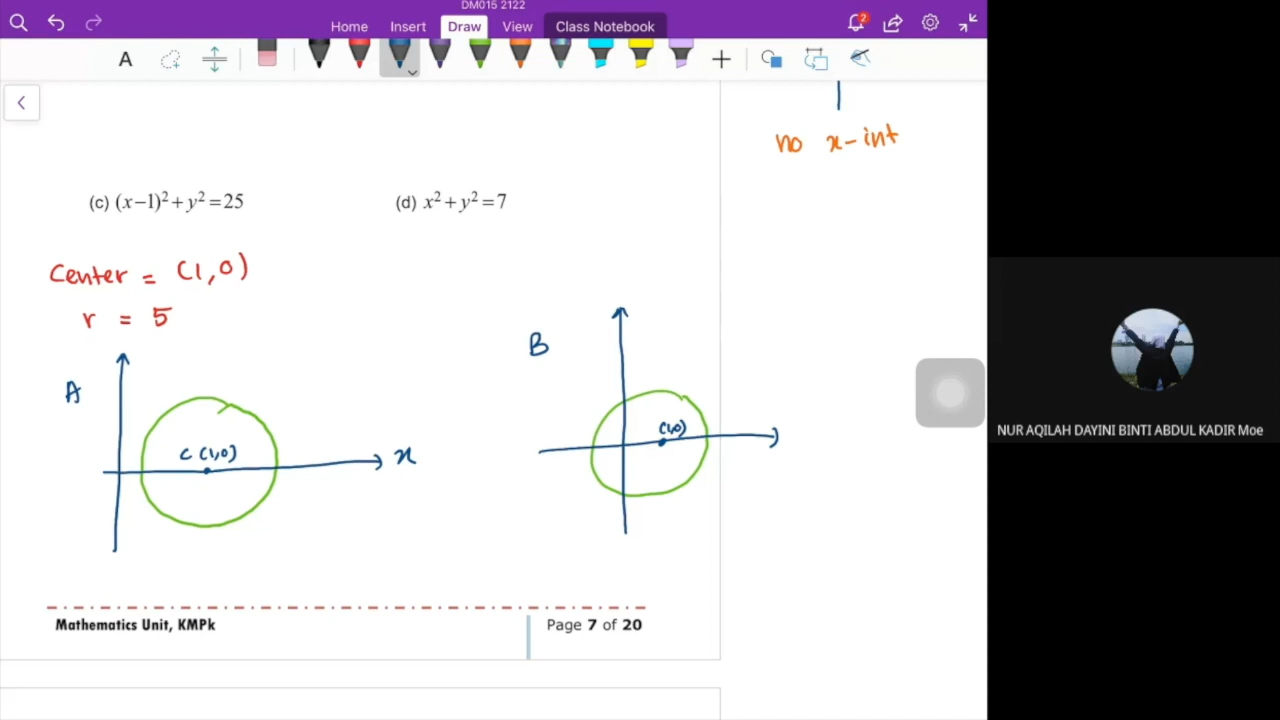 DM015 2122
Home Insert Draw View Class Notebook
2
A
no x-int
(c) (x−1)² + y² = 25
(d) x² + y² = 7
Center = (1,0)
r = 5
A
C (1,0)
x
B
(1,0)
NUR AQILAH DAYINI BINTI ABDUL KADIR Moe
Mathematics Unit, KMPk
Page 7 of 20